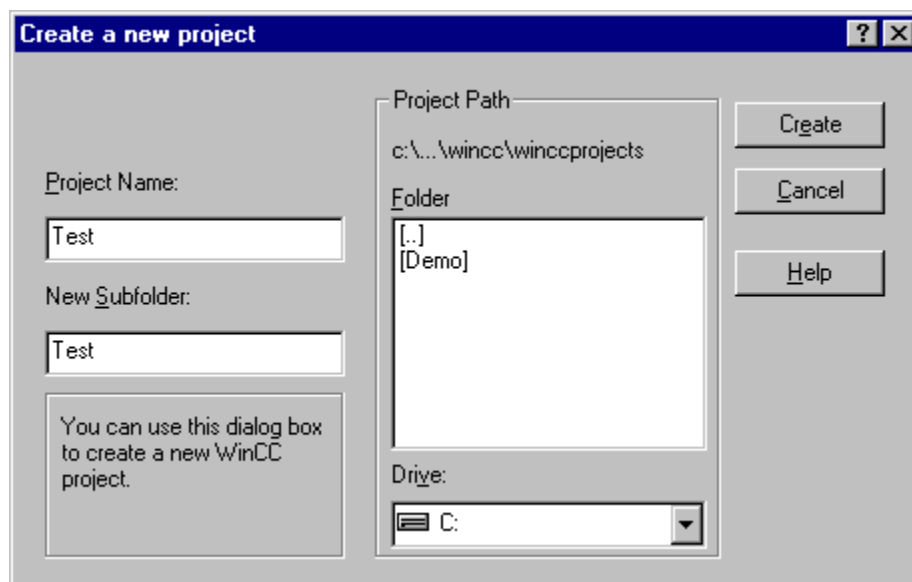 Create a new project
Project Name:
Test
New Subfolder:
Test
You can use this dialog box
to create a new WinCC
project.
Project Path
c:\...\wincc\winccprojects
Folder
[..]
[Demo]
Drive:
C:
Create
Cancel
Help